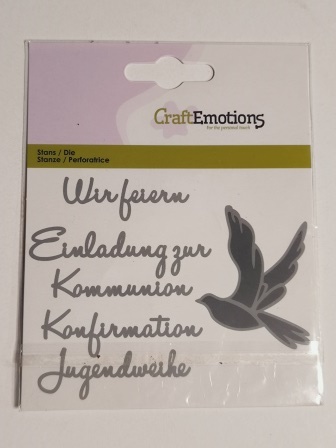 CraftEmotions
For the personal touch
Stans / Die
Stanze / Perforatrice
Wir feiern
Einladung zur
Kommunion
Konfirmation
Jugendweihe